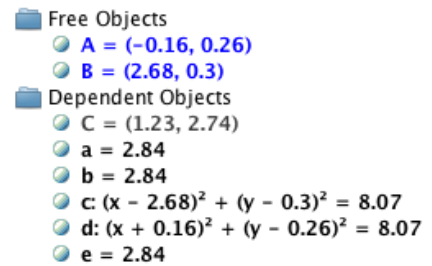 Free Objects
A = (-0.16, 0.26)
B = (2.68, 0.3)
Dependent Objects
C = (1.23, 2.74)
a = 2.84
b = 2.84
c: (x - 2.68)² + (y - 0.3)² = 8.07
d: (x + 0.16)² + (y - 0.26)² = 8.07
e = 2.84